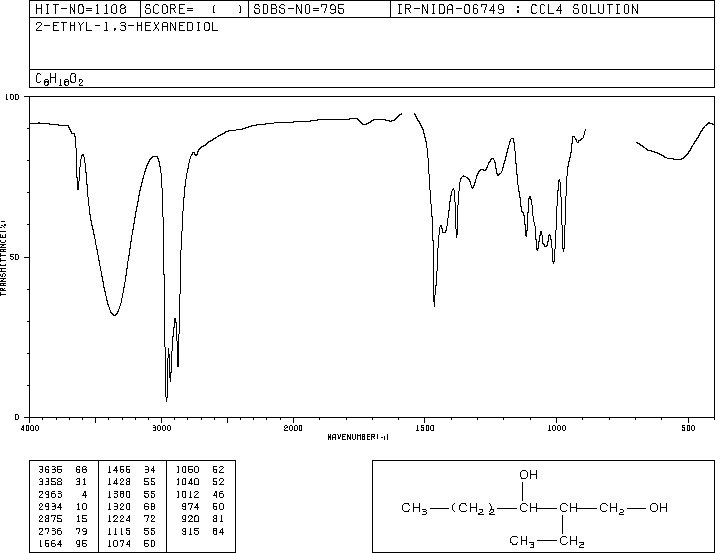 HIT-NO=1108 SCORE= ( ) SDBS-NO=795 IR-NIDA-06749 : CCL4 SOLUTION
2-ETHYL-1,3-HEXANEDIOL
C8H18O2
100
50
0
TRANSMITTANCE(%)
4000 3000 2000 1500 1000 500
WAVENUMBER(-1)
3635 68 1466 34 1050 52
3358 31 1428 55 1040 52
2963 4 1380 55 1012 46
2934 10 1320 68 974 50
2875 15 1224 72 920 81
2736 79 1115 55 915 84
1664 1074 50
OH
CH3—(CH2)2—CH—CH—CH2—OH
CH3—CH2